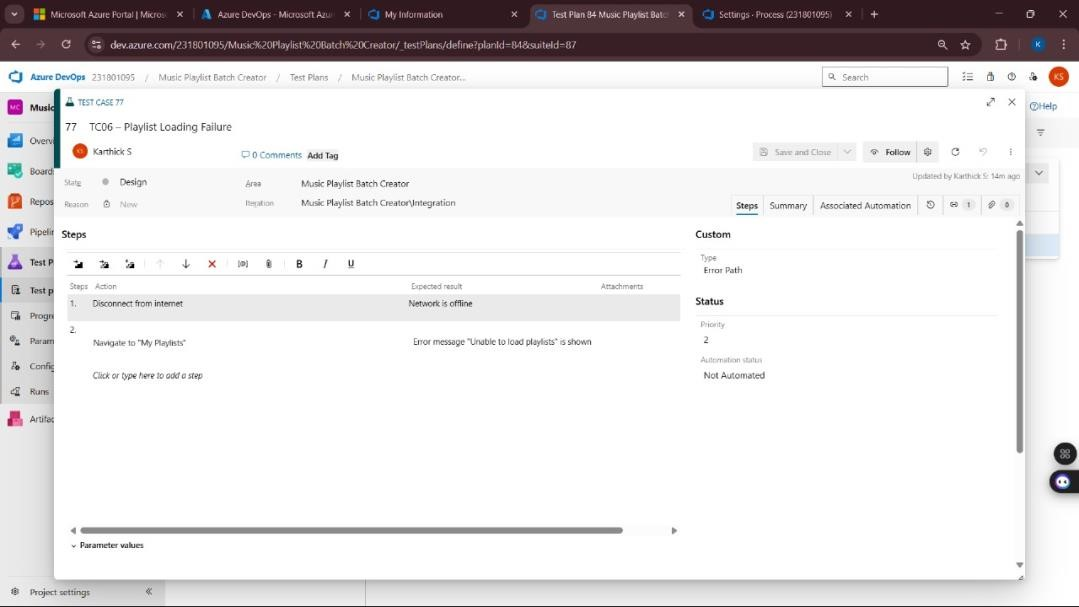 Microsoft Azure Portal | Micros
Azure DevOps - Microsoft Azur
My Information
Test Plan 84 Music Playlist Batc
Settings · Process (231801095)
dev.azure.com/231801095/Music%20Playlist%20Batch%20Creator/_testPlans/define?planId=84&suiteId=87
K
Azure DevOps 231801095 / Music Playlist Batch Creator / Test Plans / Music Playlist Batch Creator...
Search
KS
MC Music
TEST CASE 77
Help
77 TC06 – Playlist Loading Failure
Overvi
KS Karthick S
0 Comments Add Tag
Save and Close
Follow
Boards
State Design
Area Music Playlist Batch Creator
Updated by Karthick S: 14m ago
Repos
Reason New
Iteration Music Playlist Batch Creator\Integration
Steps Summary Associated Automation 1 0
Pipelin
Steps
Custom
Test P
B I U
Type
Error Path
Test p
Steps Action Expected result Attachments
1. Disconnect from internet Network is offline
Status
Progre
2.
Navigate to "My Playlists" Error message "Unable to load playlists" is shown
Priority
2
Param
Automation status
Not Automated
Config
Click or type here to add a step
Runs
Artifac
Parameter values
Project settings